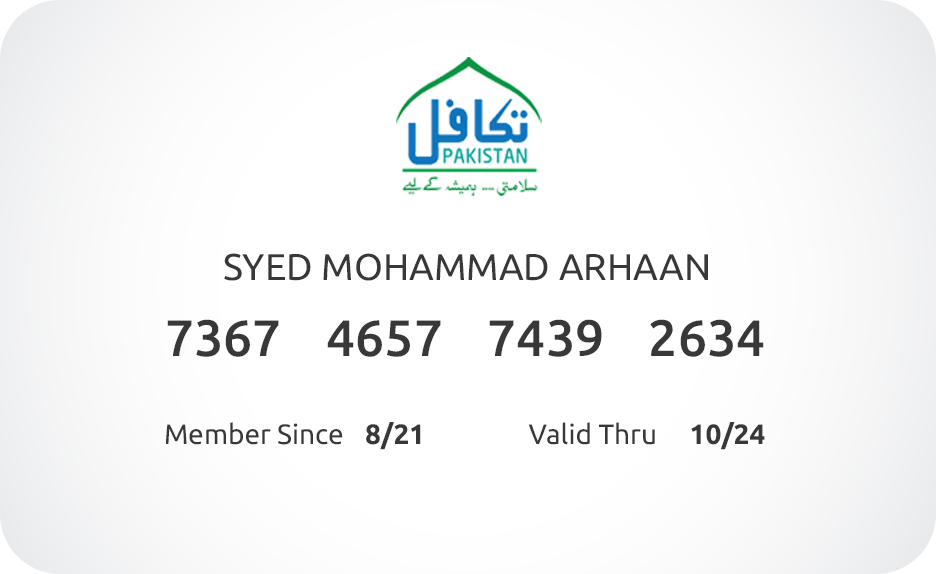 تکافل
PAKISTAN
سلامتی .... ہمیشہ کے لیے
SYED MOHAMMAD ARHAAN
7367 4657 7439 2634
Member Since 8/21 Valid Thru 10/24